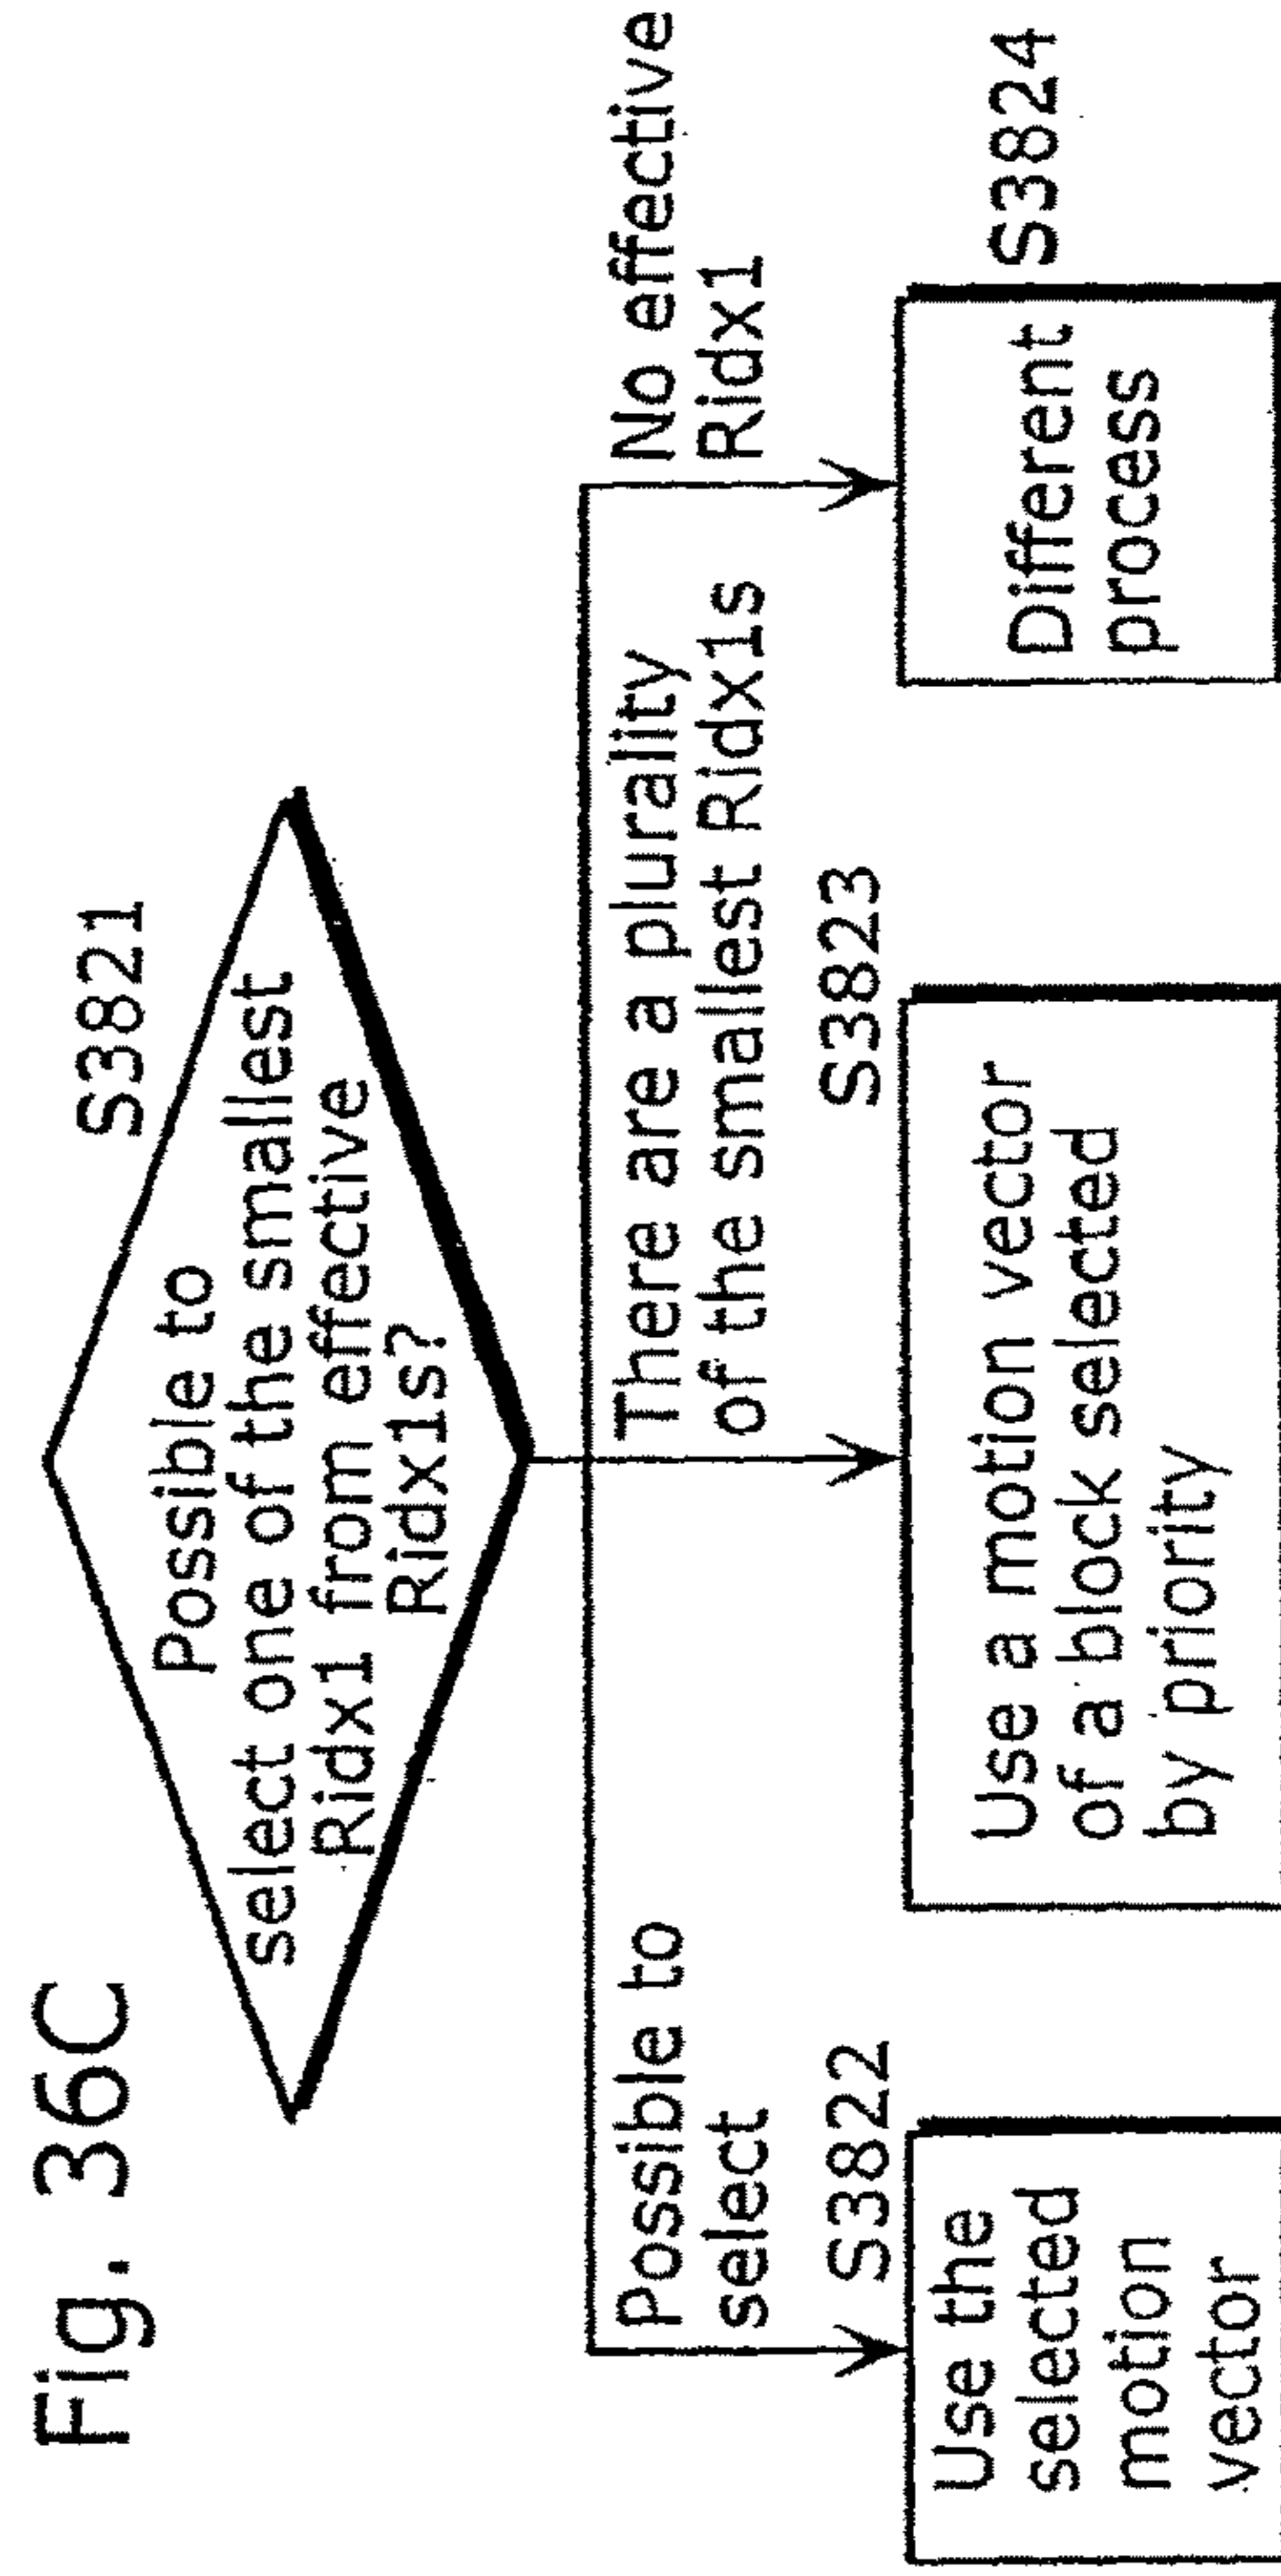 Fig. 36C
S3821
Possible to
select one of the smallest
Ridx1 from effective
Ridx1s?
Possible to
select
There are a plurality
of the smallest Ridx1s
No effective
Ridx1
S3822
Use the
selected
motion
vector
S3823
Use a motion vector
of a block selected
by priority
S3824
Different
process